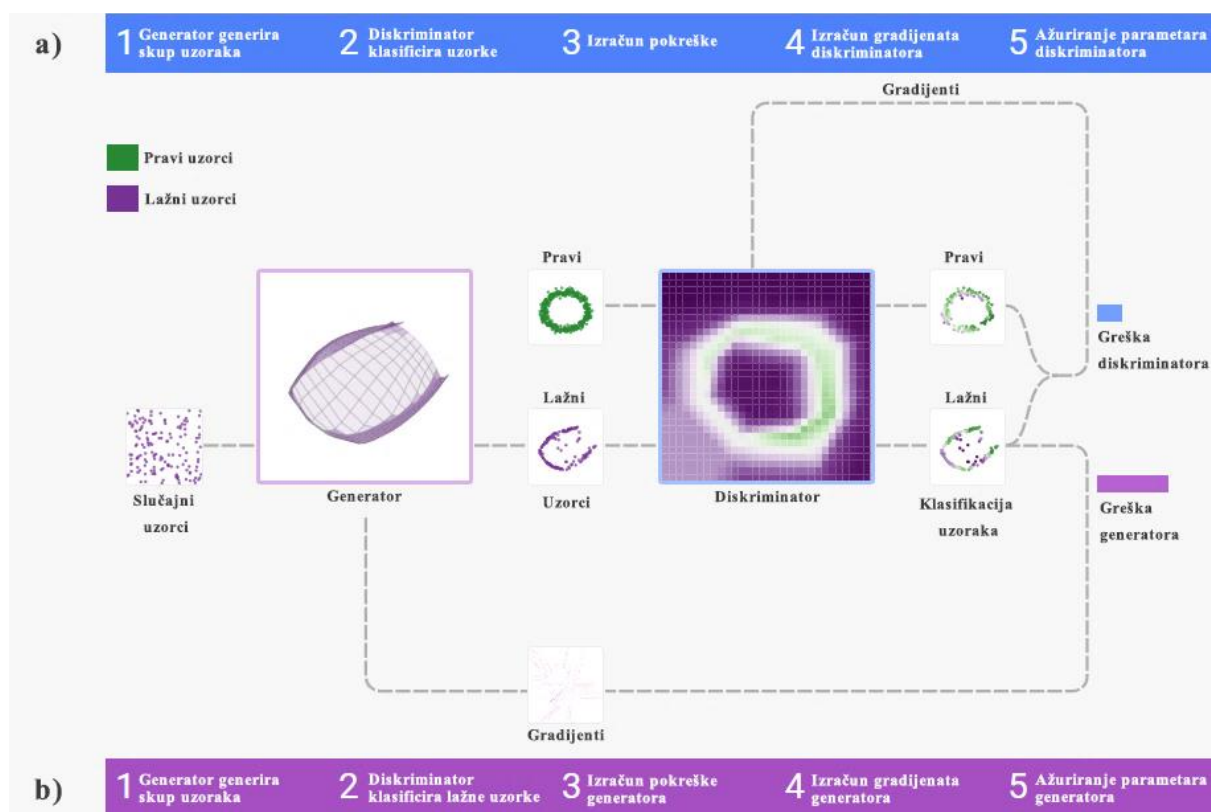 a)
1 Generator generira
skup uzoraka
2 Diskriminator
klasificira uzorke
3 Izračun pokreške
4 Izračun gradijenata
diskriminatora
5 Ažuriranje parametara
diskriminatora
Gradijenti
Pravi uzorci
Lažni uzorci
Pravi
Pravi
Greška
diskriminatora
Lažni
Lažni
Slučajni
uzorci
Generator
Uzorci
Diskriminator
Klasifikacija
uzoraka
Greška
generatora
Gradijenti
b)
1 Generator generira
skup uzoraka
2 Diskriminator
klasificira lažne uzorke
3 Izračun pokreške
generatora
4 Izračun gradijenata
generatora
5 Ažuriranje parametara
generatora